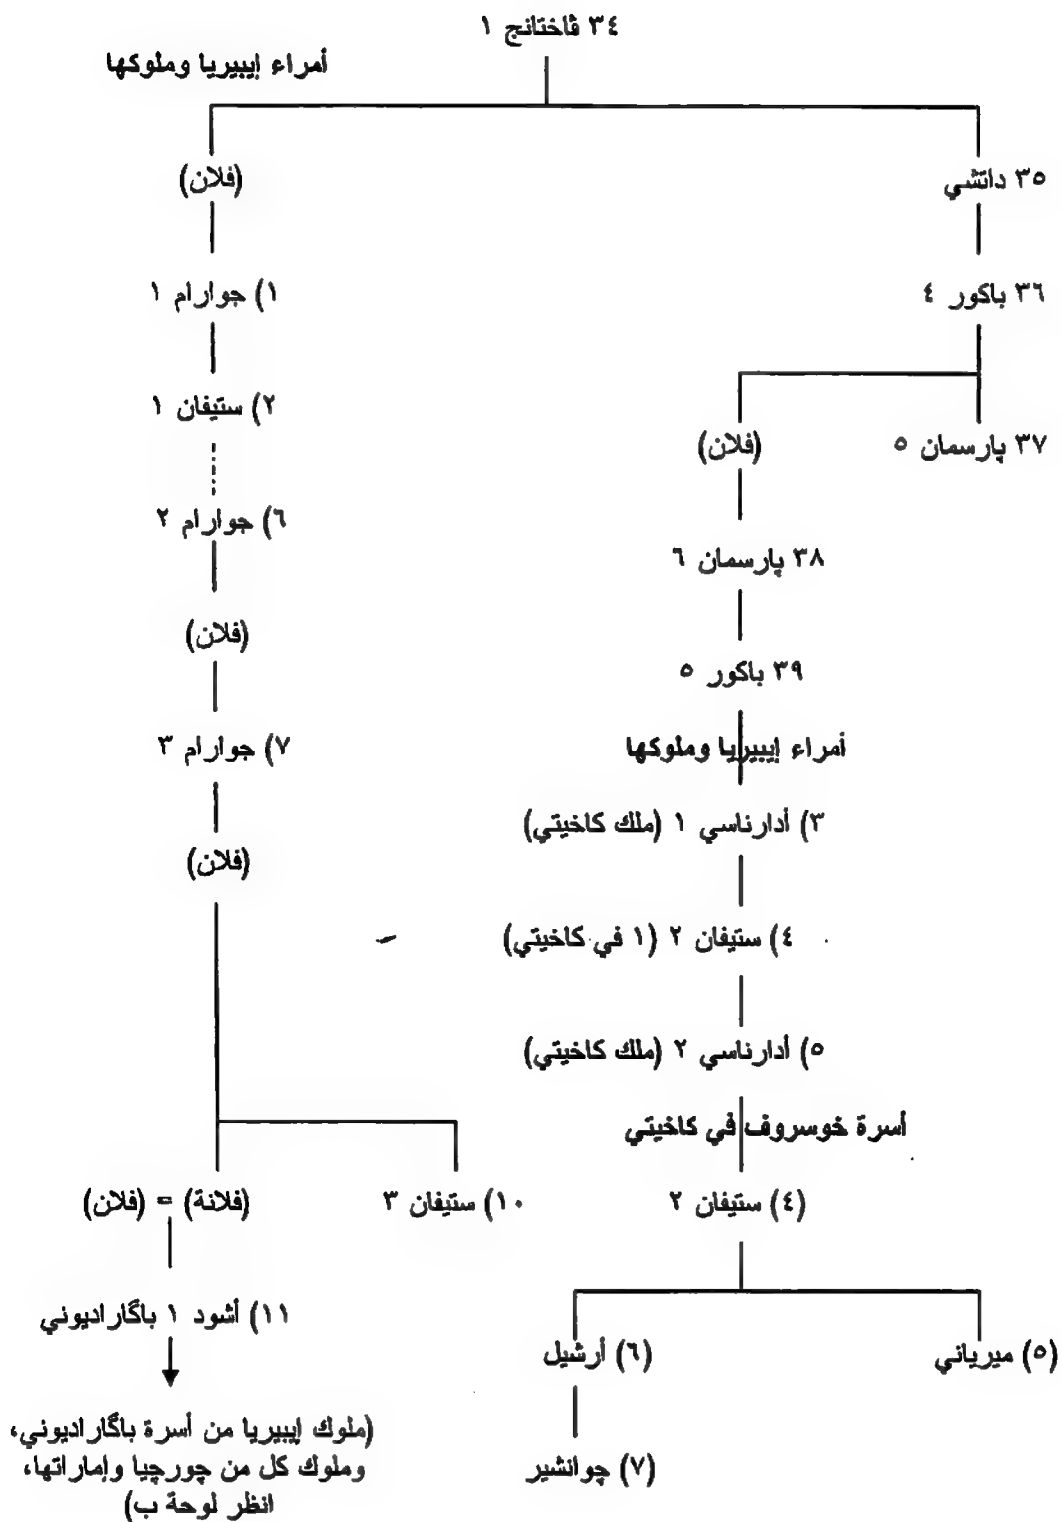 ٣٤ ڤاختانج ١
أمراء إيبيريا وملوكها
(فلان)
٣٥ داتشي
١) جوارام ١
٣٦ باكور ٤
٢) ستيفان ١
(فلان)
٣٧ پارسمان ٥
٦) جوارام ٢
٣٨ پارسمان ٦
(فلان)
٣٩ باكور ٥
٧) جوارام ٣
أمراء إيبيريا وملوكها
٣) أدارناسي ١ (ملك كاخيتي)
(فلان)
٤) ستيفان ٢ (١ في كاخيتي)
٥) أدارناسي ٢ (ملك كاخيتي)
أسرة خوسروف في كاخيتي
(فلانة) = (فلان)
١٠) ستيفان ٣
(٤) ستيفان ٢
١١) أشود ١ باگاراديوني
(٦) أرشيل
(٥) ميرياني
(ملوك إيبيريا من أسرة باگاراديوني،
وملوك كل من چورچيا وإماراتها،
انظر لوحة ب)
(٧) چوانشير